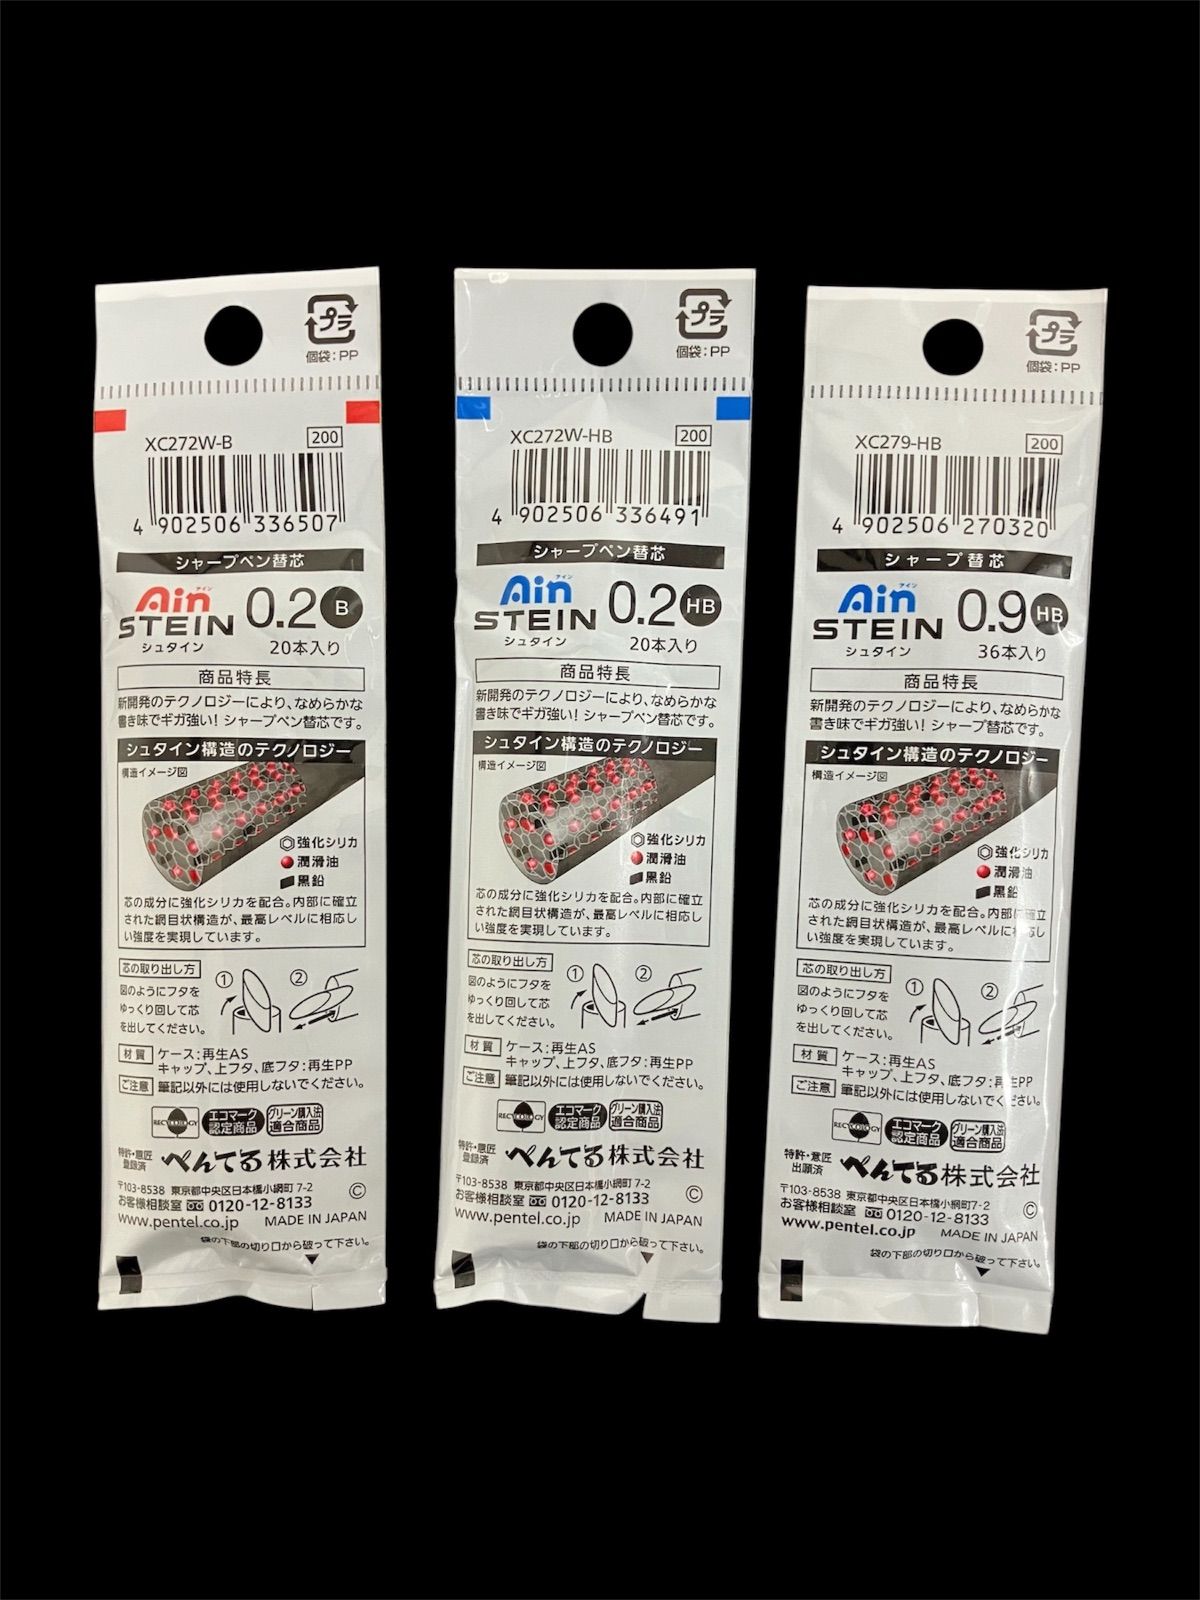 プラ
個袋：PP
XC272W-B
200
4 902506 336507
シャープペン替芯
アイン
Ain
STEIN
シュタイン
0.2 B
20本入り
商品特長
新開発のテクノロジーにより、なめらかな
書き味でギガ強い! シャープペン替芯です。
シュタイン構造のテクノロジー
構造イメージ図
強化シリカ
潤滑油
黒鉛
芯の成分に強化シリカを配合。内部に確立
された網目状構造が、最高レベルに相応し
い強度を実現しています。
芯の取り出し方
① ②
図のようにフタを
ゆっくり回して芯
を出してください。
材質 ケース：再生AS
キャップ、上フタ、底フタ：再生PP
ご注意 筆記以外には使用しないでください。
RECYCOLOGY
エコマーク
認定商品
グリーン購入法
適合商品
特許・意匠
登録済
ぺんてる株式会社
〒103-8538 東京都中央区日本橋小網町 7-2
お客様相談室 0120-12-8133
©
www.pentel.co.jp MADE IN JAPAN
袋の下部の切り口から破って下さい。
プラ
個袋：PP
XC272W-HB
200
4 902506 336491
シャープペン替芯
アイン
Ain
STEIN
シュタイン
0.2 HB
20本入り
商品特長
新開発のテクノロジーにより、なめらかな
書き味でギガ強い! シャープペン替芯です。
シュタイン構造のテクノロジー
構造イメージ図
強化シリカ
潤滑油
黒鉛
芯の成分に強化シリカを配合。内部に確立
された網目状構造が、最高レベルに相応し
い強度を実現しています。
芯の取り出し方
① ②
図のようにフタを
ゆっくり回して芯
を出してください。
材質 ケース：再生AS
キャップ、上フタ、底フタ：再生PP
ご注意 筆記以外には使用しないでください。
RECYCOLOGY
エコマーク
認定商品
グリーン購入法
適合商品
特許・意匠
登録済
ぺんてる株式会社
〒103-8538 東京都中央区日本橋小網町 7-2
お客様相談室 0120-12-8133
©
www.pentel.co.jp MADE IN JAPAN
袋の下部の切り口から破って下さい。
プラ
個袋：PP
XC279-HB
200
4 902506 270320
シャープ替芯
アイン
Ain
STEIN
シュタイン
0.9 HB
36本入り
商品特長
新開発のテクノロジーにより、なめらかな
書き味でギガ強い! シャープ替芯です。
シュタイン構造のテクノロジー
構造イメージ図
強化シリカ
潤滑油
黒鉛
芯の成分に強化シリカを配合。内部に確立
された網目状構造が、最高レベルに相応し
い強度を実現しています。
芯の取り出し方
① ②
図のようにフタを
ゆっくり回して芯
を出してください。
材質 ケース：再生AS
キャップ、上フタ、底フタ：再生PP
ご注意 筆記以外には使用しないでください。
RECYCOLOGY
エコマーク
認定商品
グリーン購入法
適合商品
特許・意匠
出願済
ぺんてる株式会社
〒103-8538 東京都中央区日本橋小網町7-2
お客様相談室 0120-12-8133
©
www.pentel.co.jp MADE IN JAPAN
袋の下部の切り口から破って下さい。